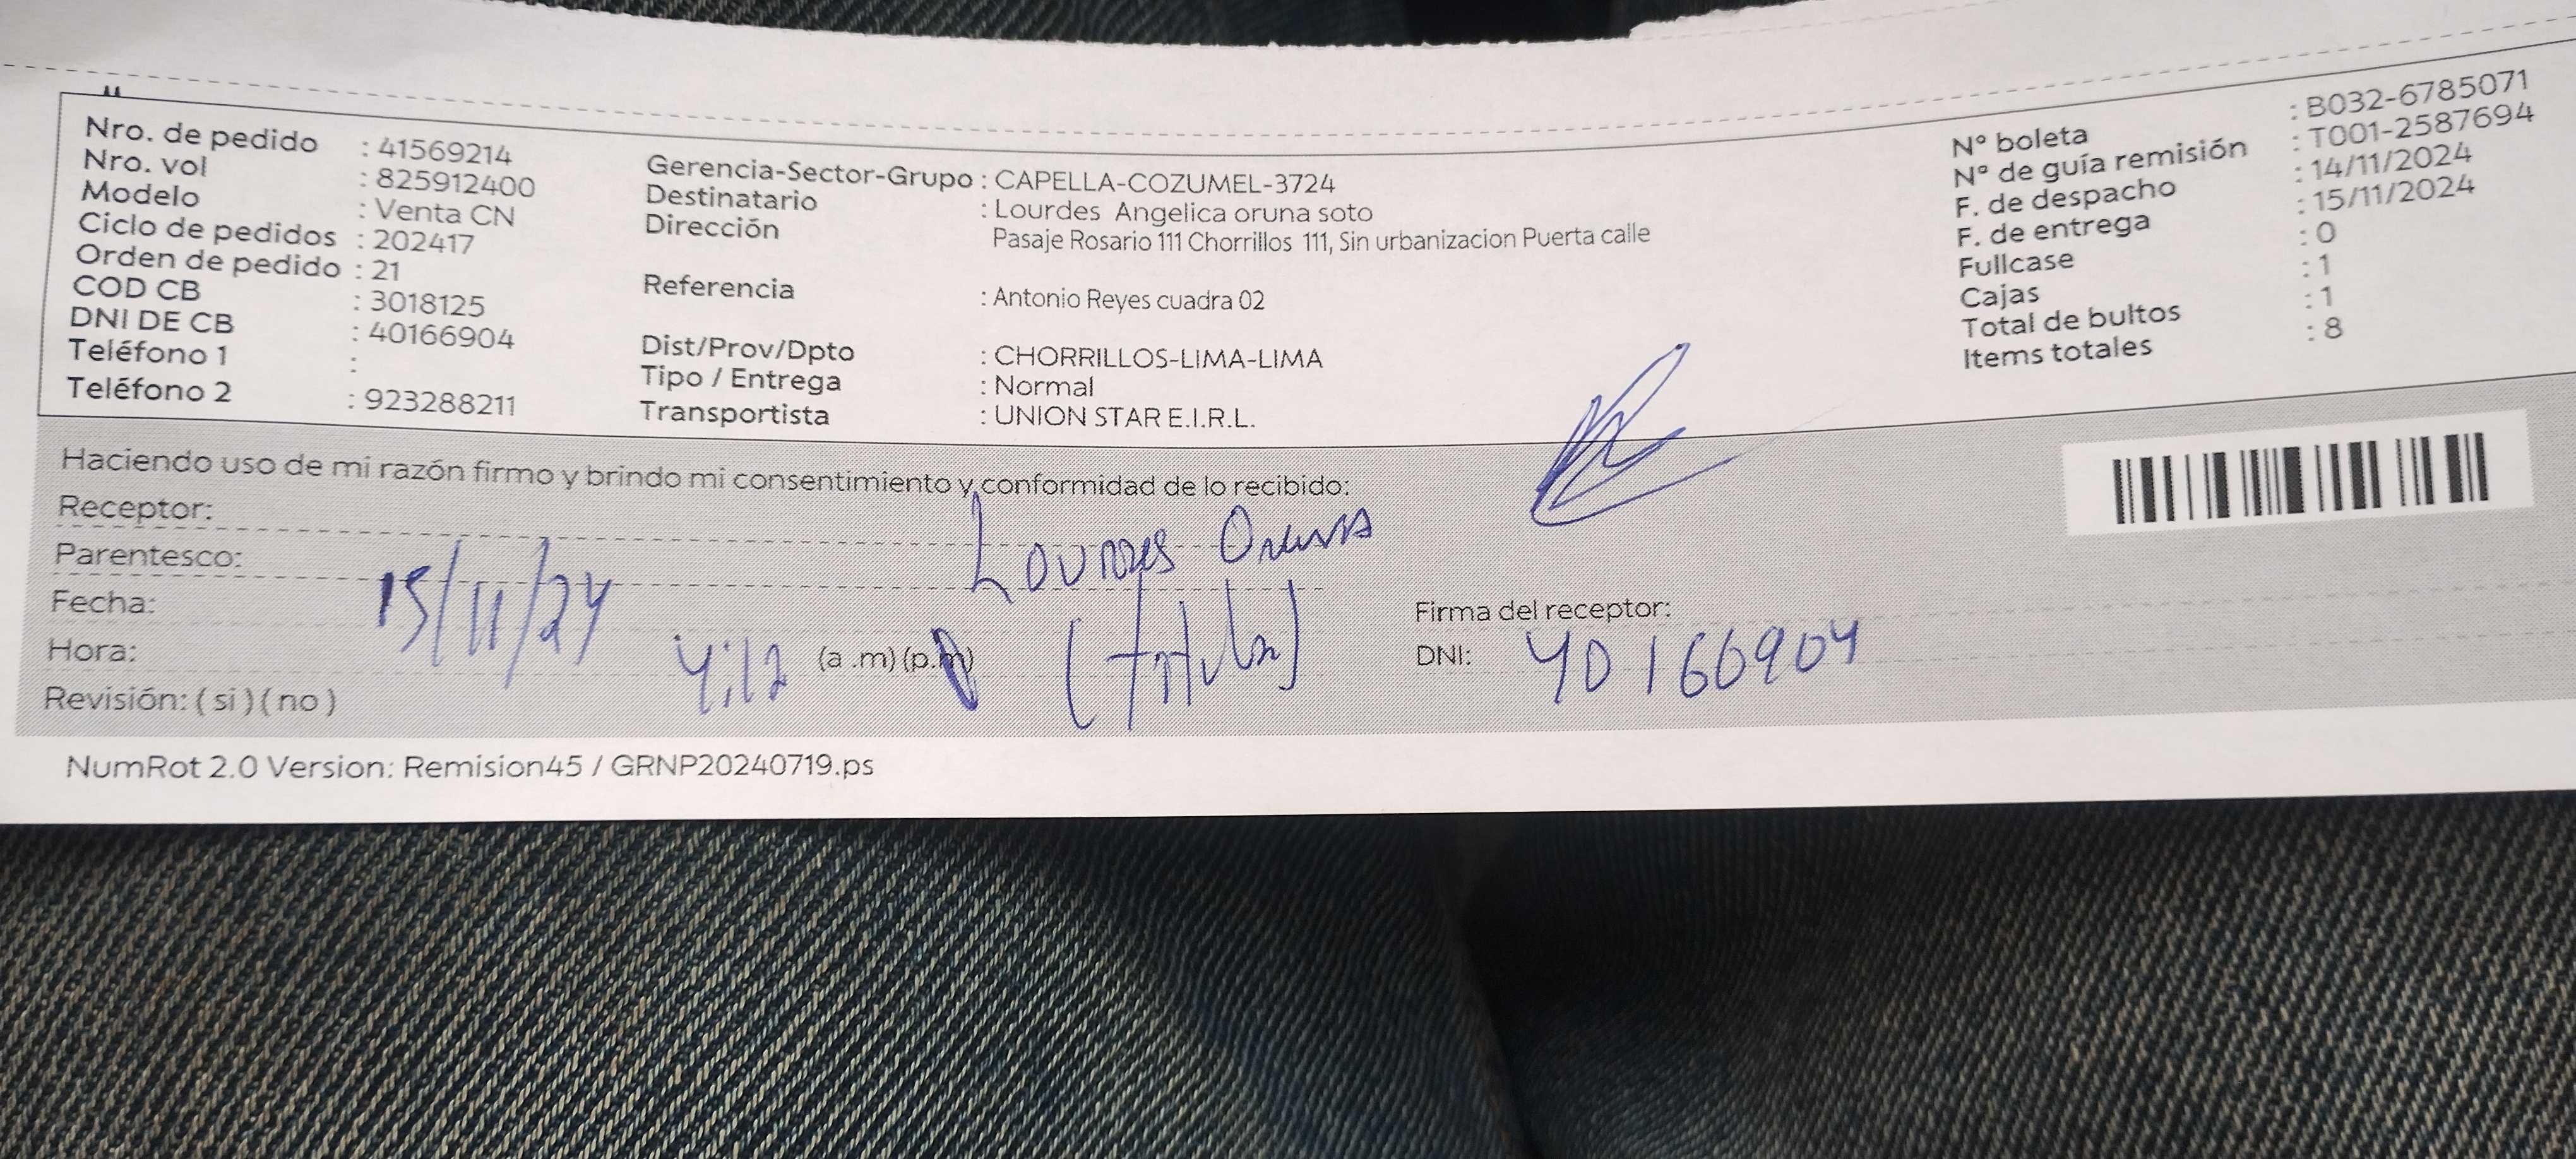 Nro. de pedido : 41569214
Nro. vol : 825912400
Modelo : Venta CN
Ciclo de pedidos : 202417
Orden de pedido : 21
COD CB : 3018125
DNI DE CB : 40166904
Teléfono 1 :
Teléfono 2 : 923288211
Gerencia-Sector-Grupo : CAPELLA-COZUMEL-3724
Destinatario : Lourdes Angelica oruna soto
Dirección Pasaje Rosario 111 Chorrillos 111, Sin urbanizacion Puerta calle
Referencia : Antonio Reyes cuadra 02
Dist/Prov/Dpto : CHORRILLOS-LIMA-LIMA
Tipo / Entrega : Normal
Transportista : UNION STAR E.I.R.L.
N° boleta : B032-6785071
N° de guía remisión : T001-2587694
F. de despacho : 14/11/2024
F. de entrega : 15/11/2024
Fullcase : 0
Cajas : 1
Total de bultos : 1
Items totales : 8
Haciendo uso de mi razón firmo y brindo mi consentimiento y conformidad de lo recibido:
Receptor: Lourdes Oruna
Parentesco:
Fecha: 15/11/24
Hora: 4:12 (a .m) (p.m)
Revisión: ( si ) ( no )
Firma del receptor:
DNI: 40166904
NumRot 2.0 Version: Remision45 / GRNP20240719.ps